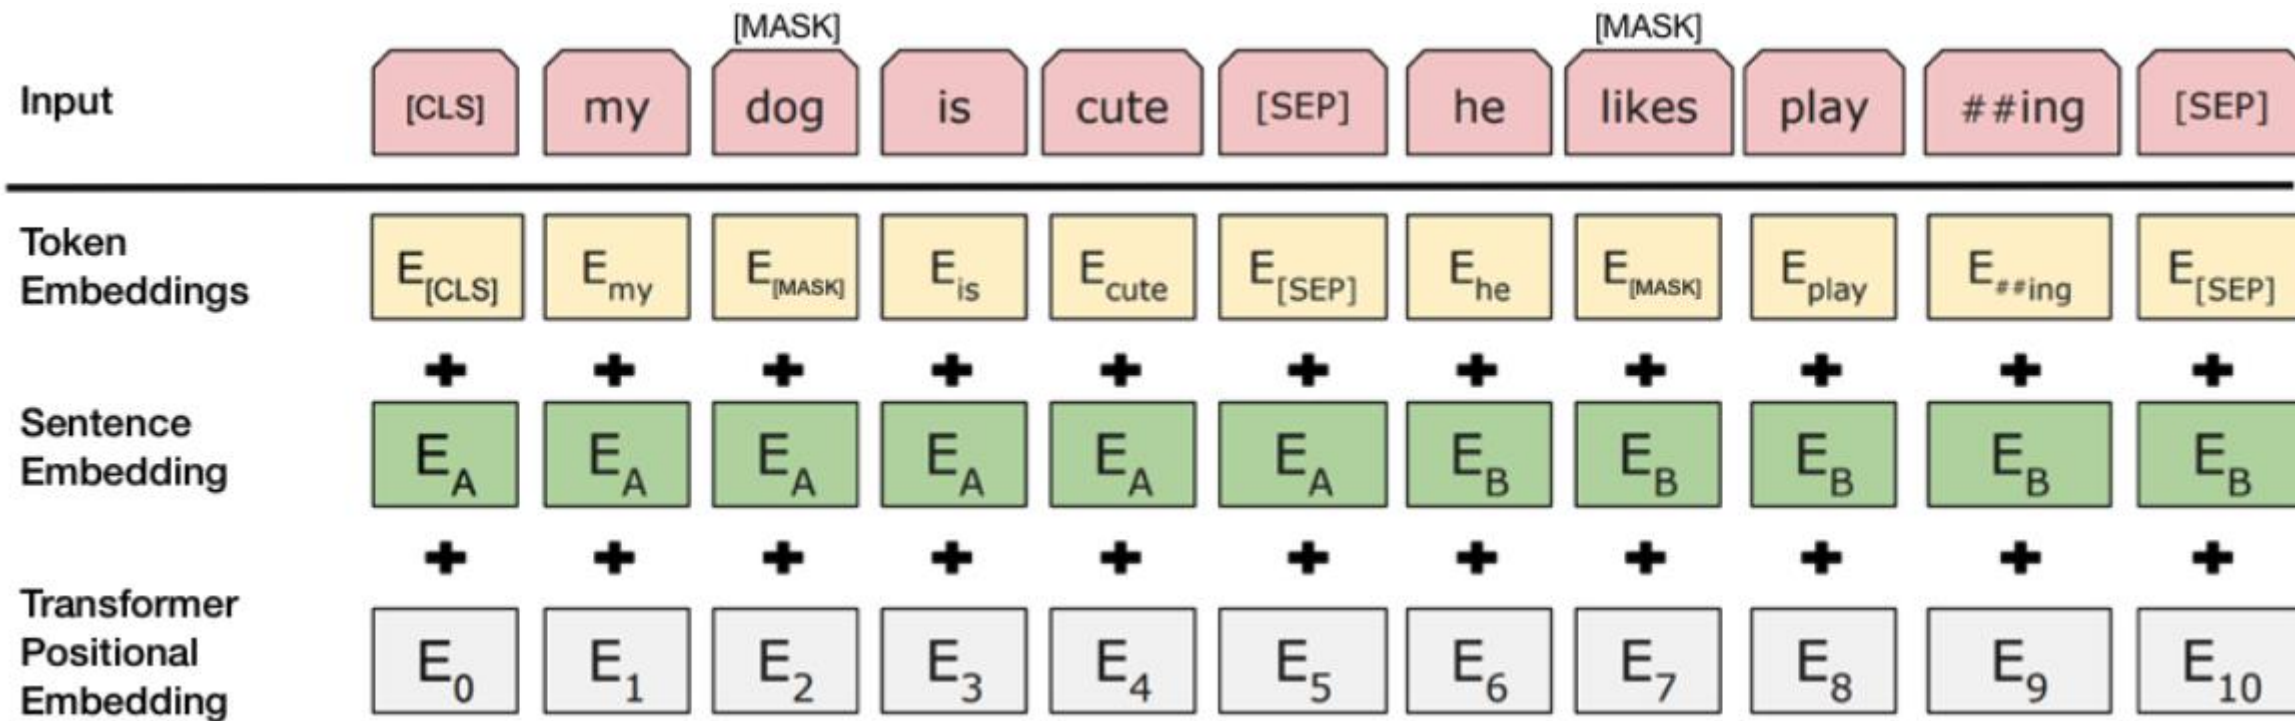 [MASK] [MASK]
Input [CLS] my dog is cute [SEP] he likes play ##ing [SEP]
Token
Embeddings E[CLS] Emy E[MASK] Eis Ecute E[SEP] Ehe E[MASK] Eplay E##ing E[SEP]
+ + + + + + + + + + +
Sentence
Embedding EA EA EA EA EA EA EB EB EB EB EB
+ + + + + + + + + + +
Transformer
Positional
Embedding E0 E1 E2 E3 E4 E5 E6 E7 E8 E9 E10